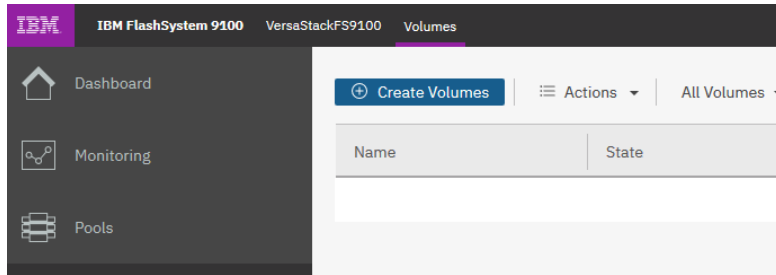 IBM IBM FlashSystem 9100 VersaStackFS9100 Volumes
Dashboard
Create Volumes Actions All Volumes
Name State
Monitoring
Pools